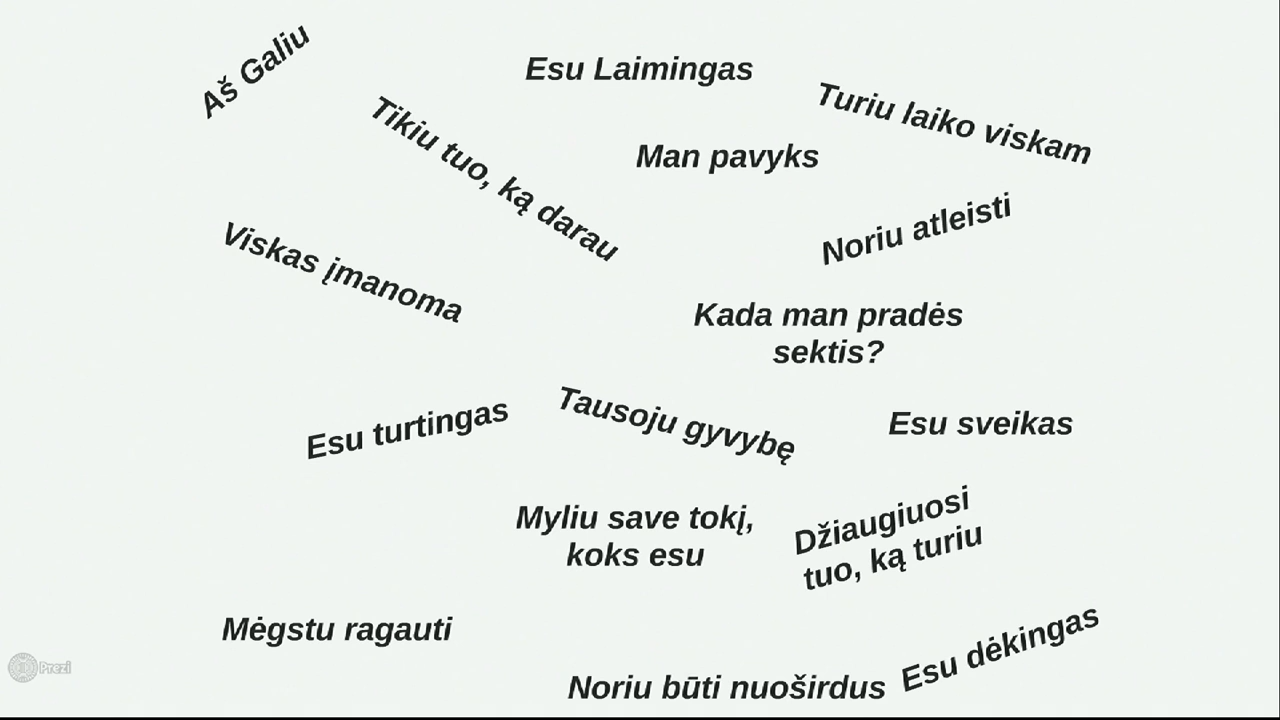 Aš Galiu
Esu Laimingas
Turiu laiko viskam
Tikiu tuo, ką darau
Man pavyks
Noriu atleisti
Viskas įmanoma
Kada man pradės
sektis?
Esu turtingas
Tausoju gyvybę
Esu sveikas
Myliu save tokį,
koks esu
Džiaugiuosi
tuo, ką turiu
Mėgstu ragauti
Esu dėkingas
Noriu būti nuoširdus
Prezi